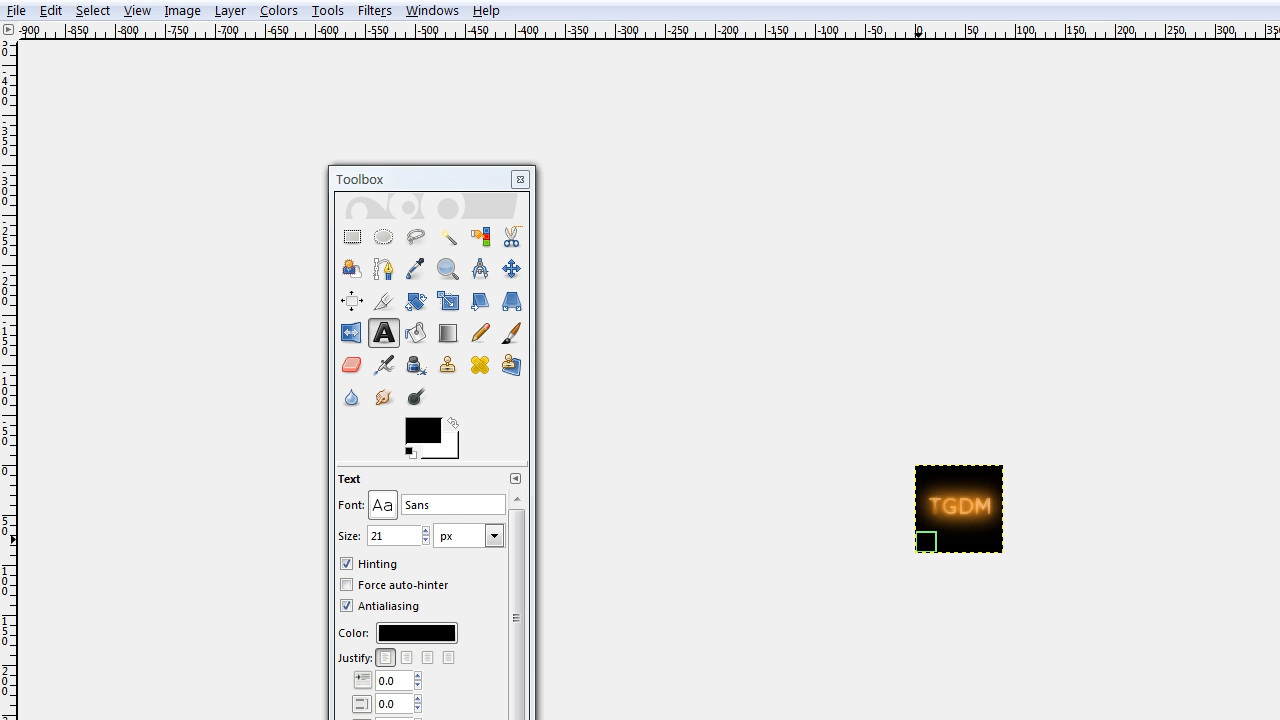 File Edit Select View Image Layer Colors Tools Filters Windows Help
-900 -850 -800 -750 -700 -650 -600 -550 -500 -450 -400 -350 -300 -250 -200 -150 -100 -50 0 50 100 150 200 250 300 350
Toolbox
Text
Font: Aa Sans
TGDM
Size: 21 px
Hinting
Force auto-hinter
Antialiasing
Color:
Justify:
0.0
0.0